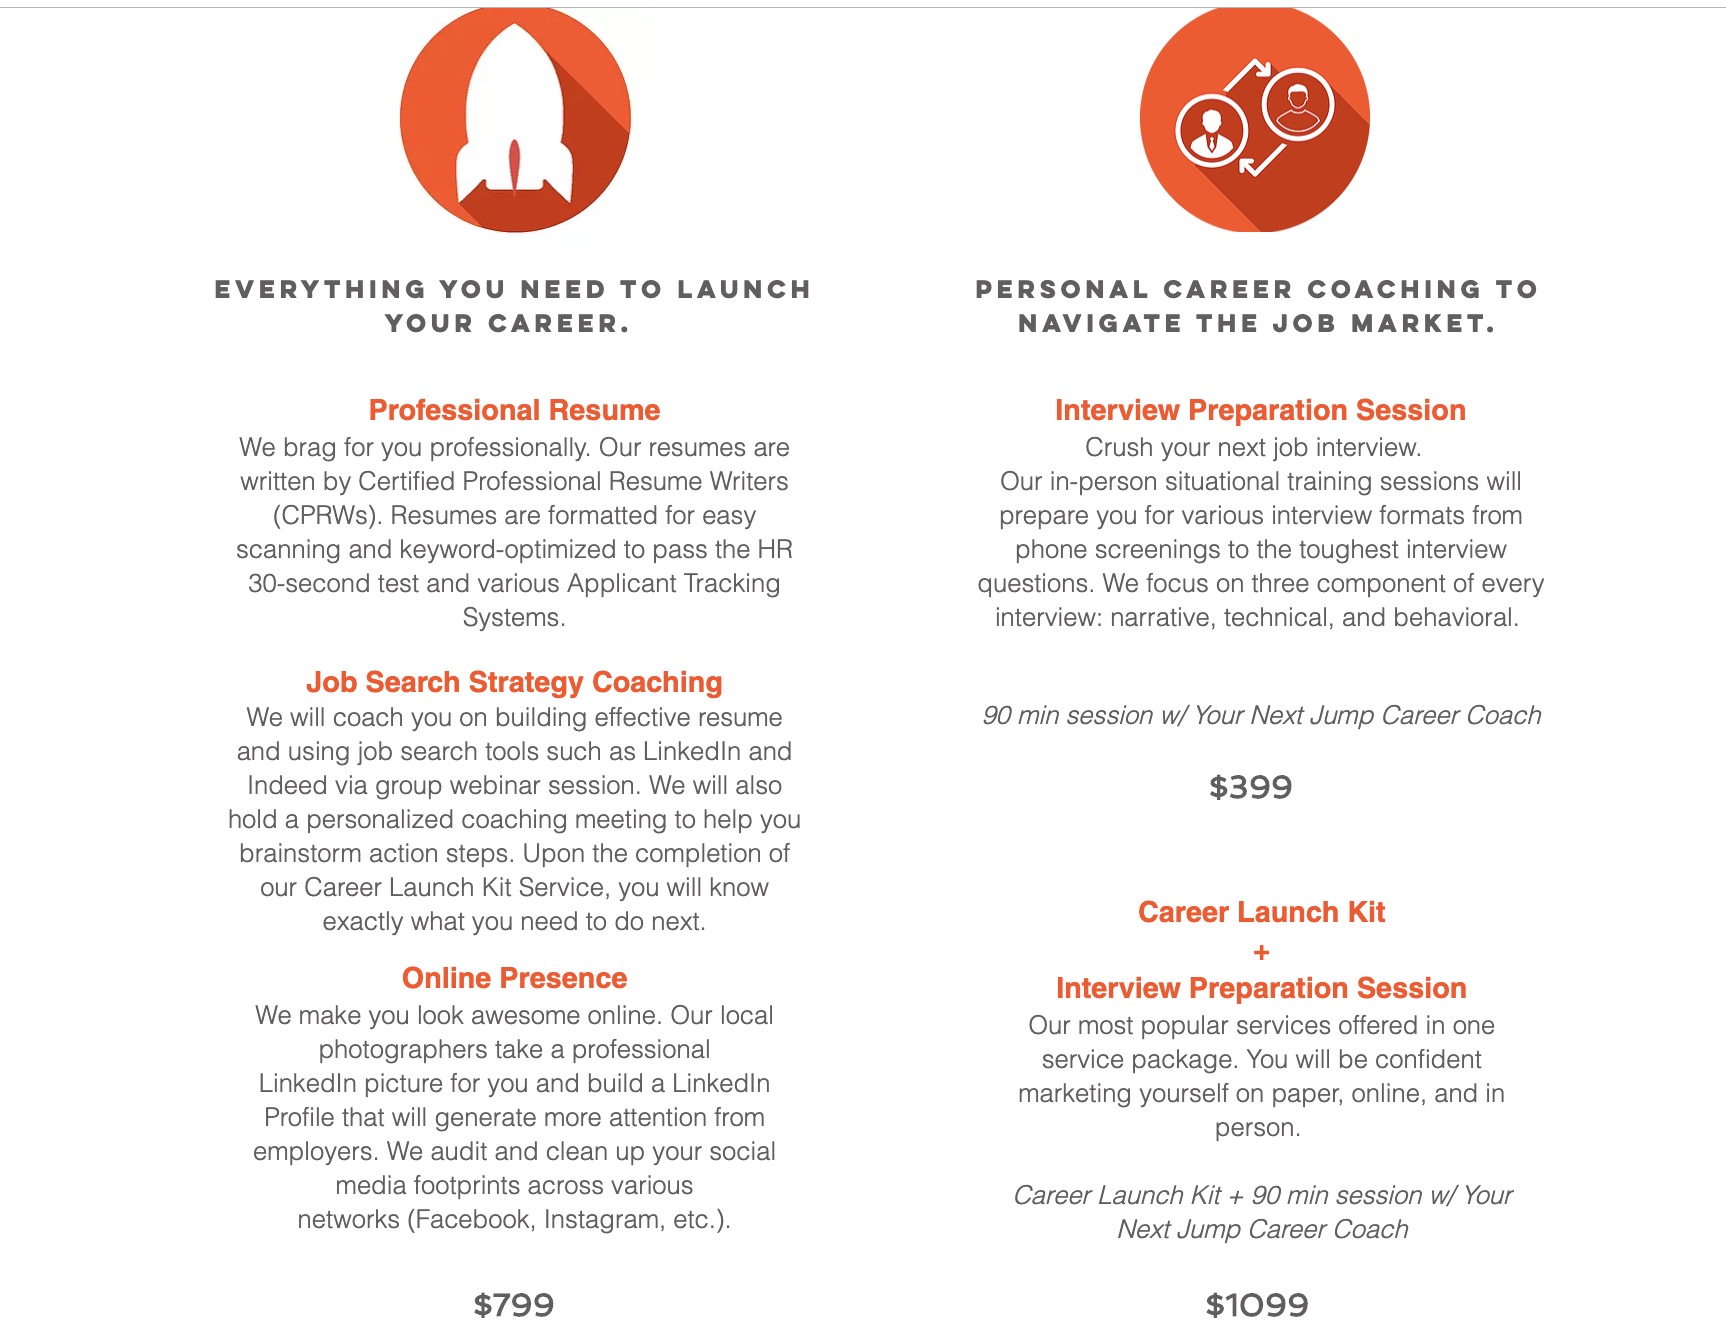 EVERYTHING YOU NEED TO LAUNCH
YOUR CAREER.
Professional Resume
We brag for you professionally. Our resumes are
written by Certified Professional Resume Writers
(CPRWs). Resumes are formatted for easy
scanning and keyword-optimized to pass the HR
30-second test and various Applicant Tracking
Systems.
Job Search Strategy Coaching
We will coach you on building effective resume
and using job search tools such as LinkedIn and
Indeed via group webinar session. We will also
hold a personalized coaching meeting to help you
brainstorm action steps. Upon the completion of
our Career Launch Kit Service, you will know
exactly what you need to do next.
Online Presence
We make you look awesome online. Our local
photographers take a professional
LinkedIn picture for you and build a LinkedIn
Profile that will generate more attention from
employers. We audit and clean up your social
media footprints across various
networks (Facebook, Instagram, etc.).
$799
PERSONAL CAREER COACHING TO
NAVIGATE THE JOB MARKET.
Interview Preparation Session
Crush your next job interview.
Our in-person situational training sessions will
prepare you for various interview formats from
phone screenings to the toughest interview
questions. We focus on three component of every
interview: narrative, technical, and behavioral.
90 min session w/ Your Next Jump Career Coach
$399
Career Launch Kit
+
Interview Preparation Session
Our most popular services offered in one
service package. You will be confident
marketing yourself on paper, online, and in
person.
Career Launch Kit + 90 min session w/ Your
Next Jump Career Coach
$1099